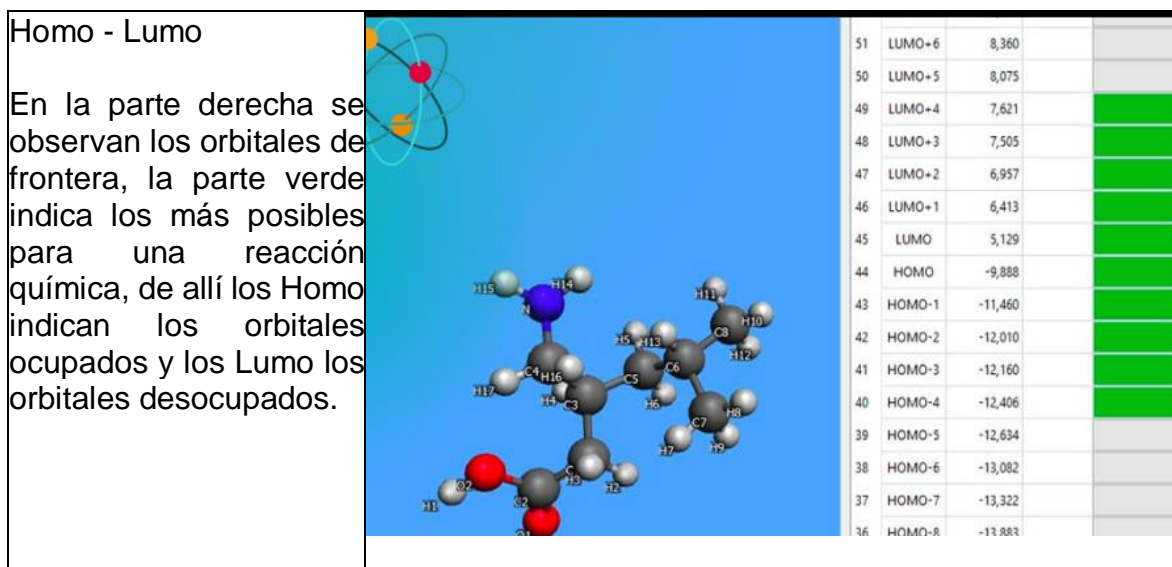 Homo - Lumo
En la parte derecha se
observan los orbitales de
frontera, la parte verde
indica los más posibles
para una reacción
química, de allí los Homo
indican los orbitales
ocupados y los Lumo los
orbitales desocupados.
51 LUMO+6 8,360
50 LUMO+5 8,075
49 LUMO+4 7,621
48 LUMO+3 7,505
47 LUMO+2 6,957
46 LUMO+1 6,413
45 LUMO 5,129
44 HOMO -9,888
43 HOMO-1 -11,460
42 HOMO-2 -12,010
41 HOMO-3 -12,160
40 HOMO-4 -12,406
39 HOMO-5 -12,634
38 HOMO-6 -13,082
37 HOMO-7 -13,322
36 HOMO-8 -13,883
H15 H14
N
H11
H10
C8
H5 H13
H12
C4 H16
C5 C6
H17
H4 C3
H6
H8
C7
H7 H9
C
H3 H2
O2
C2
H1
O1